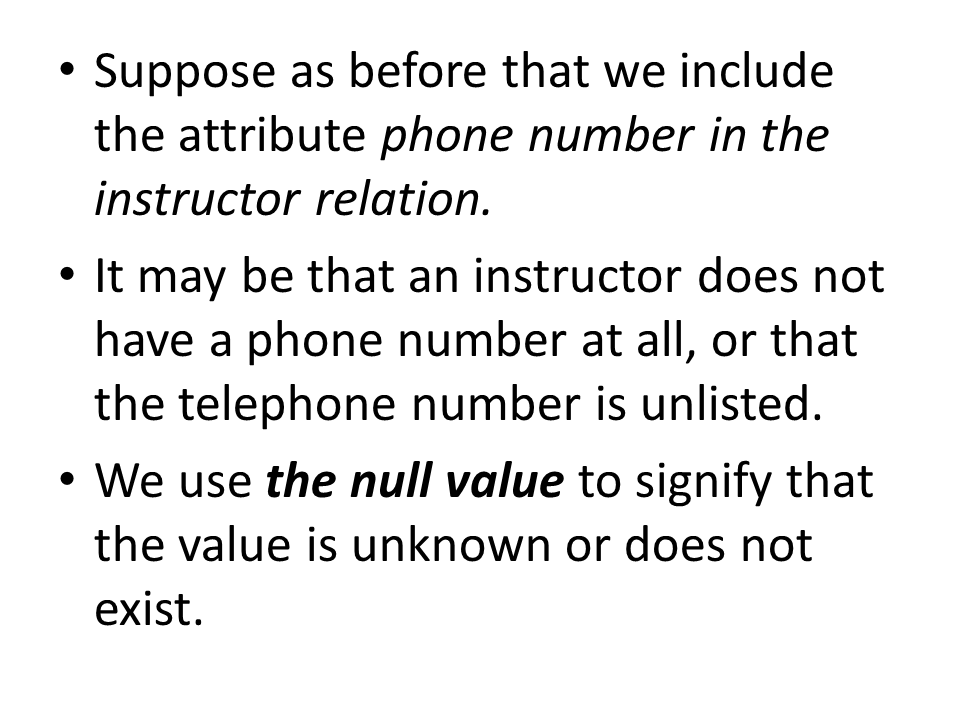 • Suppose as before that we include
the attribute phone number in the
instructor relation.
• It may be that an instructor does not
have a phone number at all, or that
the telephone number is unlisted.
• We use the null value to signify that
the value is unknown or does not
exist.